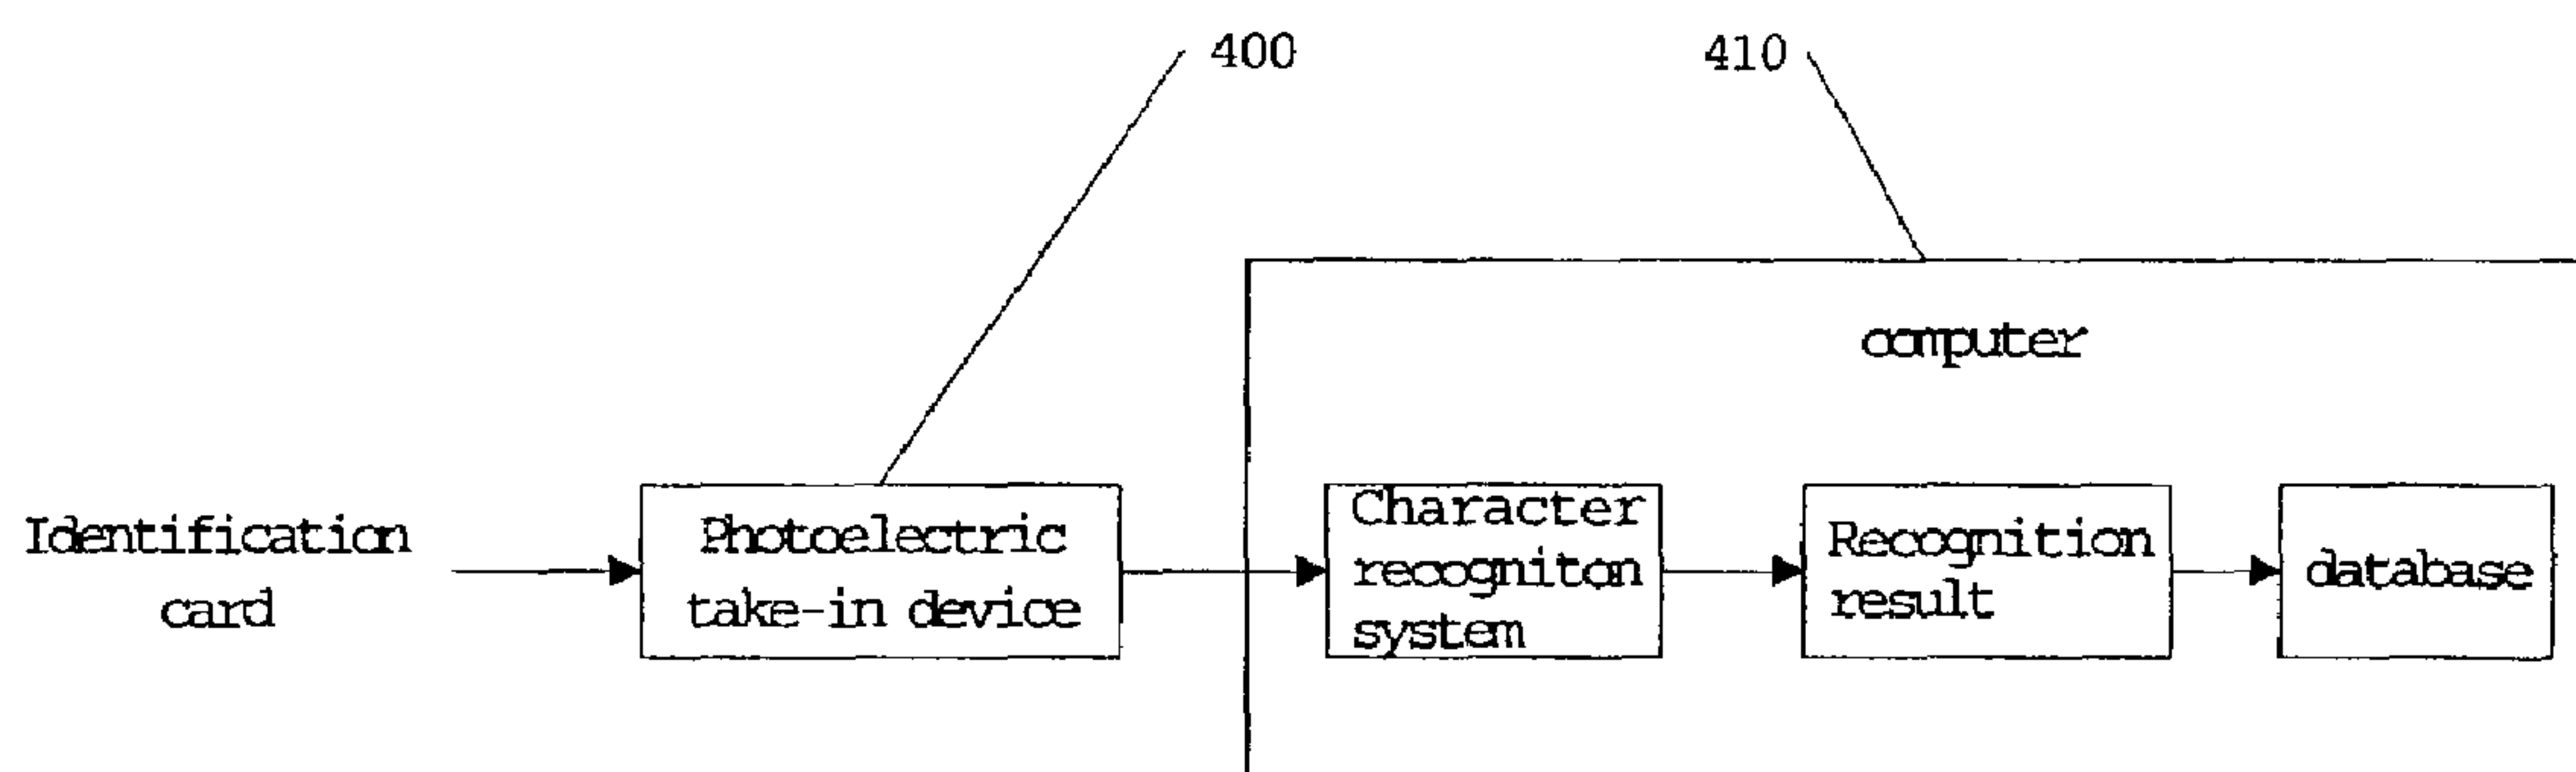 400
410
computer
Identification
card
Photoelectric
take-in device
Character
recogniton
system
Recognition
result
database